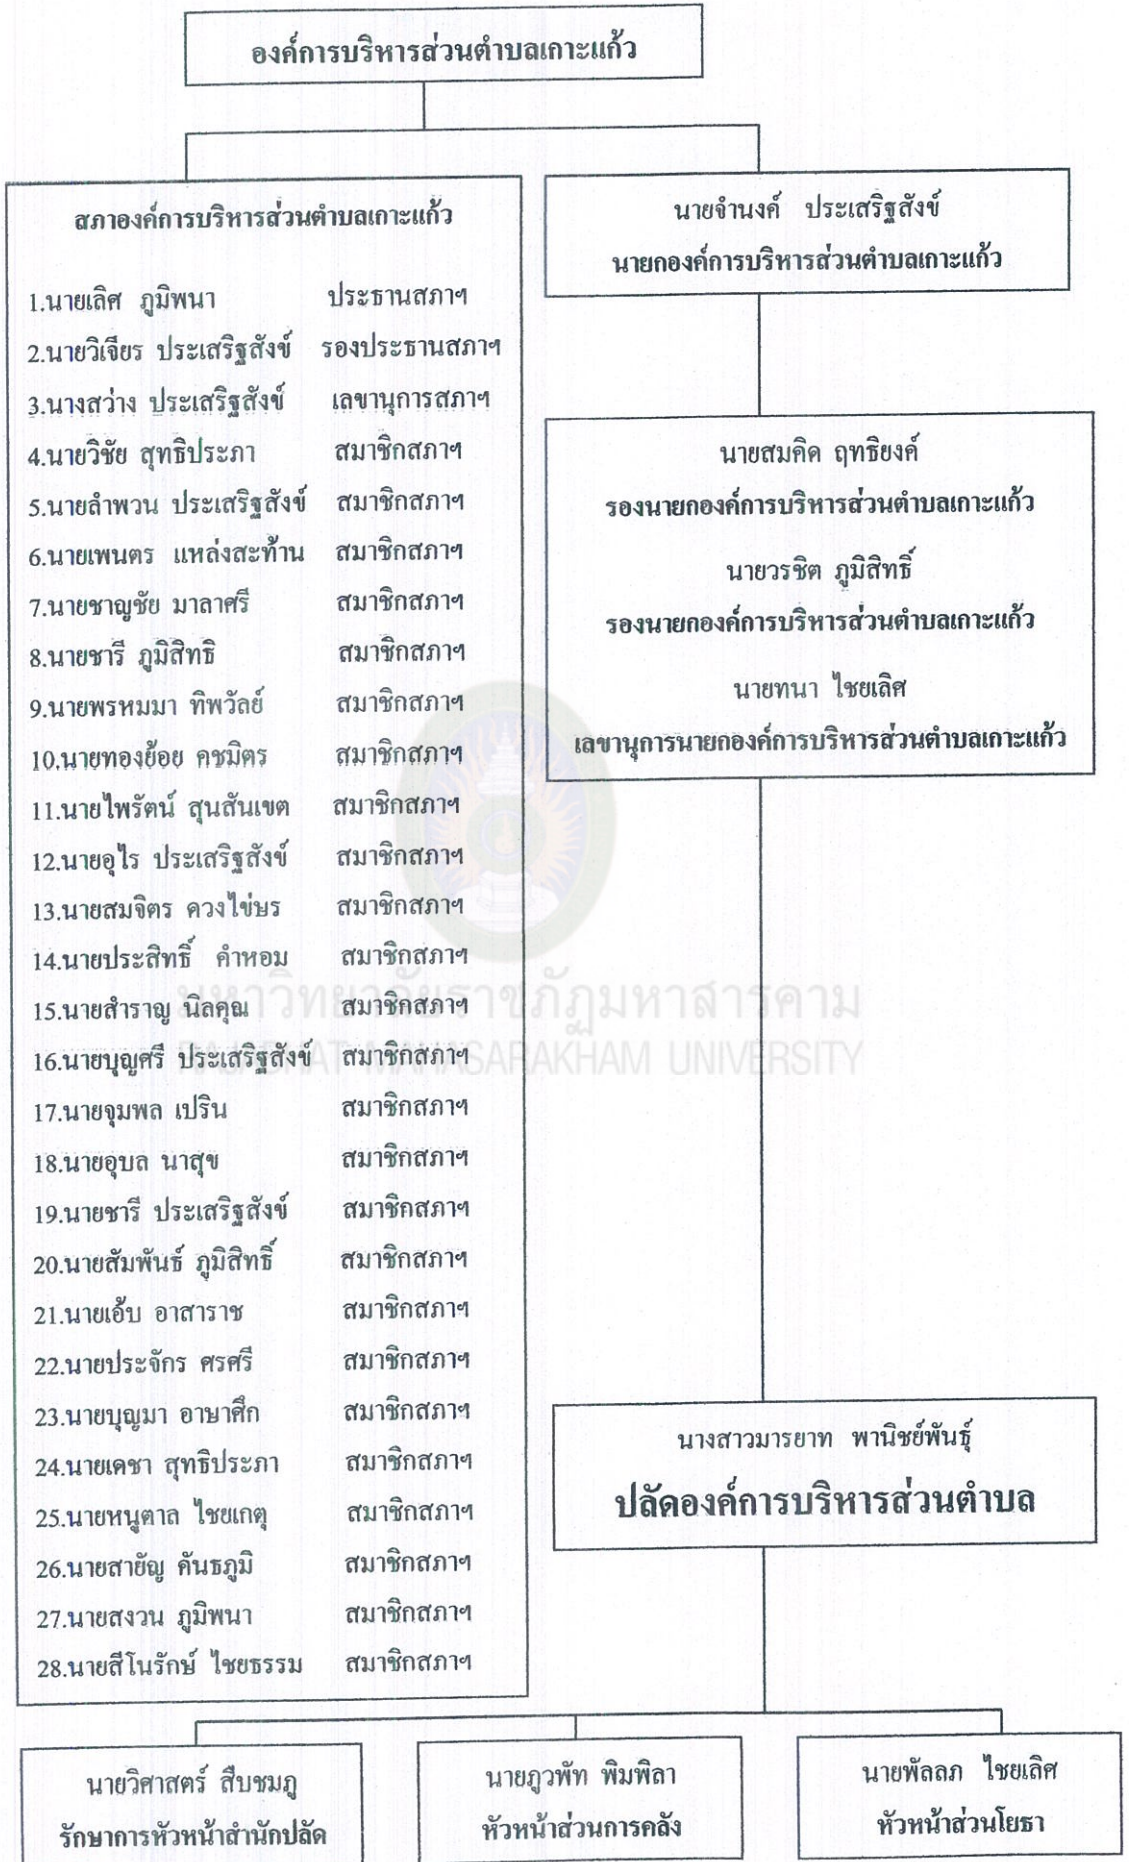 องค์การบริหารส่วนตำบลเกาะแก้ว
สภาองค์การบริหารส่วนตำบลเกาะแก้ว
1.นายเลิศ ภูมิพนา ประธานสภาฯ
2.นายวิเจียร ประเสริฐสังข์ รองประธานสภาฯ
3.นางสว่าง ประเสริฐสังข์ เลขานุการสภาฯ
4.นายวิชัย สุทธิประภา สมาชิกสภาฯ
5.นายลำพวน ประเสริฐสังข์ สมาชิกสภาฯ
6.นายเพนตร แหล่งสะท้าน สมาชิกสภาฯ
7.นายชาญชัย มาลาศรี สมาชิกสภาฯ
8.นายชารี ภูมิสิทธิ สมาชิกสภาฯ
9.นายพรหมมา ทิพวัลย์ สมาชิกสภาฯ
10.นายทองย้อย คชมิตร สมาชิกสภาฯ
11.นายไพรัตน์ สุนสันเขต สมาชิกสภาฯ
12.นายอุไร ประเสริฐสังข์ สมาชิกสภาฯ
13.นายสมจิตร ควงไข่ษร สมาชิกสภาฯ
14.นายประสิทธิ์ คำหอม สมาชิกสภาฯ
15.นายสำราญ นิลคุณ สมาชิกสภาฯ
16.นายบุญศรี ประเสริฐสังข์ สมาชิกสภาฯ
17.นายจุมพล เปริน สมาชิกสภาฯ
18.นายอุบล นาสุข สมาชิกสภาฯ
19.นายชารี ประเสริฐสังข์ สมาชิกสภาฯ
20.นายสัมพันธ์ ภูมิสิทธิ์ สมาชิกสภาฯ
21.นายเอ้บ อาสาราช สมาชิกสภาฯ
22.นายประจักร ศรศรี สมาชิกสภาฯ
23.นายบุญมา อาษาศึก สมาชิกสภาฯ
24.นายเดชา สุทธิประภา สมาชิกสภาฯ
25.นายหนูตาล ไชยเกตุ สมาชิกสภาฯ
26.นายสายัญ คันธภูมิ สมาชิกสภาฯ
27.นายสงวน ภูมิพนา สมาชิกสภาฯ
28.นายสีโนรักษ์ ไชยธรรม สมาชิกสภาฯ
นายจำนงค์ ประเสริฐสังข์
นายกองค์การบริหารส่วนตำบลเกาะแก้ว
นายสมคิด ฤทธิยงค์
รองนายกองค์การบริหารส่วนตำบลเกาะแก้ว
นายวรชิต ภูมิสิทธิ์
รองนายกองค์การบริหารส่วนตำบลเกาะแก้ว
นายทนา ไชยเลิศ
เลขานุการนายกองค์การบริหารส่วนตำบลเกาะแก้ว
มหาวิทยาลัยราชภัฏมหาสารคาม
RAJABHAT MAHASARAKHAM UNIVERSITY
นางสาวมารยาท พานิชย์พันธุ์
ปลัดองค์การบริหารส่วนตำบล
นายวิศาสตร์ สืบชมภู
รักษาการหัวหน้าสำนักปลัด
นายภูวพัท พิมพิลา
หัวหน้าส่วนการคลัง
นายพัลลภ ไชยเลิศ
หัวหน้าส่วนโยธา